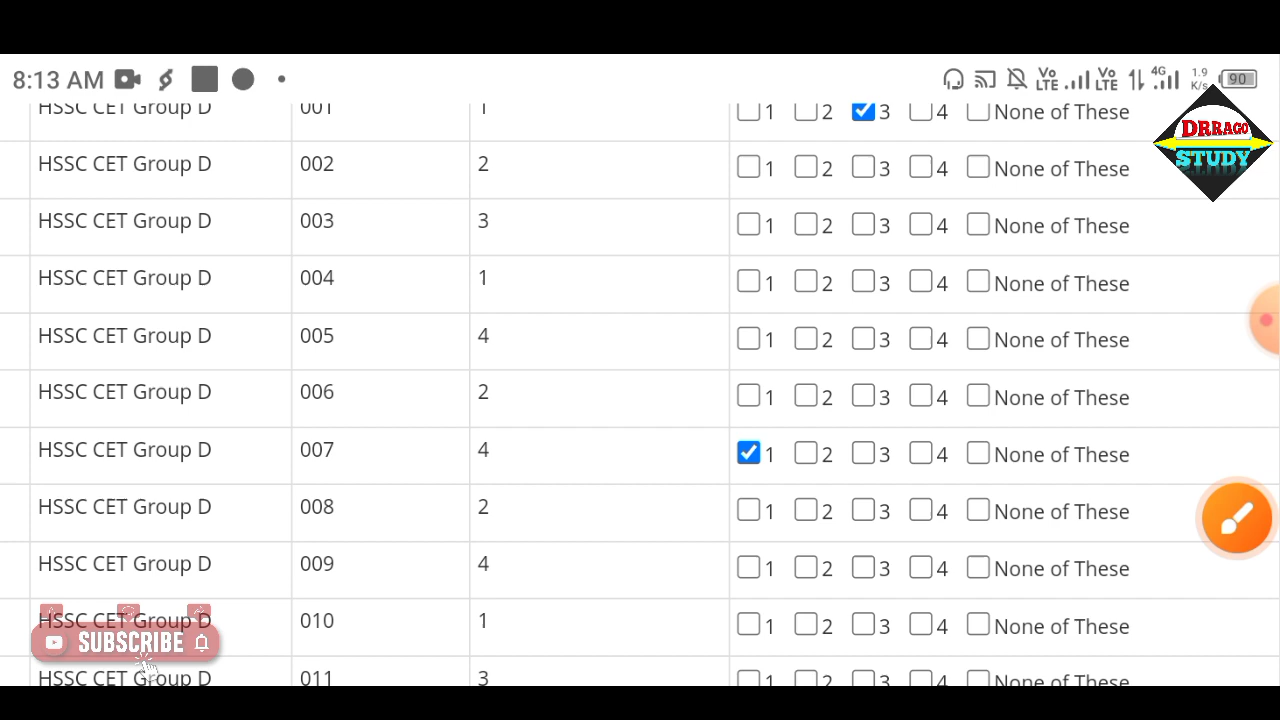 8:13 AM Vo LTE Vo LTE 4G 1.9 K/s 90
HSSC CET Group D 001 1 1 2 3 4 None of These
DRRAGO
STUDY
HSSC CET Group D 002 2 1 2 3 4 None of These
HSSC CET Group D 003 3 1 2 3 4 None of These
HSSC CET Group D 004 1 1 2 3 4 None of These
HSSC CET Group D 005 4 1 2 3 4 None of These
HSSC CET Group D 006 2 1 2 3 4 None of These
HSSC CET Group D 007 4 1 2 3 4 None of These
HSSC CET Group D 008 2 1 2 3 4 None of These
HSSC CET Group D 009 4 1 2 3 4 None of These
HSSC CET Group D 010 1 1 2 3 4 None of These
SUBSCRIBE
HSSC CET Group D 011 3 1 2 3 4 None of These